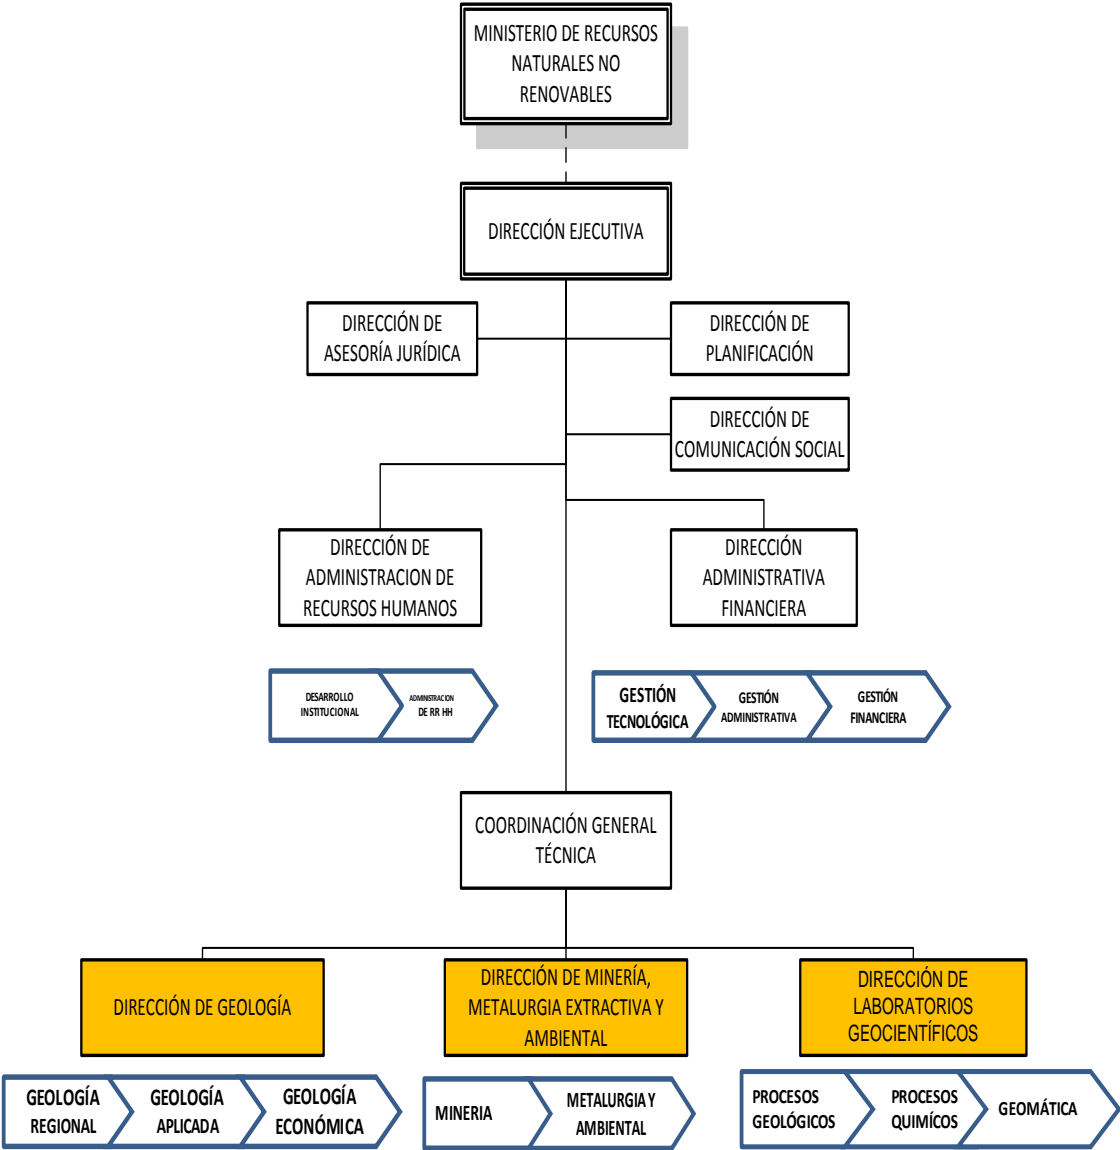 MINISTERIO DE RECURSOS
NATURALES NO
RENOVABLES
DIRECCIÓN EJECUTIVA
DIRECCIÓN DE
ASESORÍA JURÍDICA
DIRECCIÓN DE
PLANIFICACIÓN
DIRECCIÓN DE
COMUNICACIÓN SOCIAL
DIRECCIÓN DE
ADMINISTRACION DE
RECURSOS HUMANOS
DIRECCIÓN
ADMINISTRATIVA
FINANCIERA
DESARROLLO
INSTITUCIONAL
ADMINISTRACION
DE RR HH
GESTIÓN
TECNOLÓGICA
GESTIÓN
ADMINISTRATIVA
GESTIÓN
FINANCIERA
COORDINACIÓN GENERAL
TÉCNICA
DIRECCIÓN DE GEOLOGÍA
DIRECCIÓN DE MINERÍA,
METALURGIA EXTRACTIVA Y
AMBIENTAL
DIRECCIÓN DE
LABORATORIOS
GEOCIENTÍFICOS
GEOLOGÍA
REGIONAL
GEOLOGÍA
APLICADA
GEOLOGÍA
ECONÓMICA
MINERIA
METALURGIA Y
AMBIENTAL
PROCESOS
GEOLÓGICOS
PROCESOS
QUIMÍCOS
GEOMÁTICA